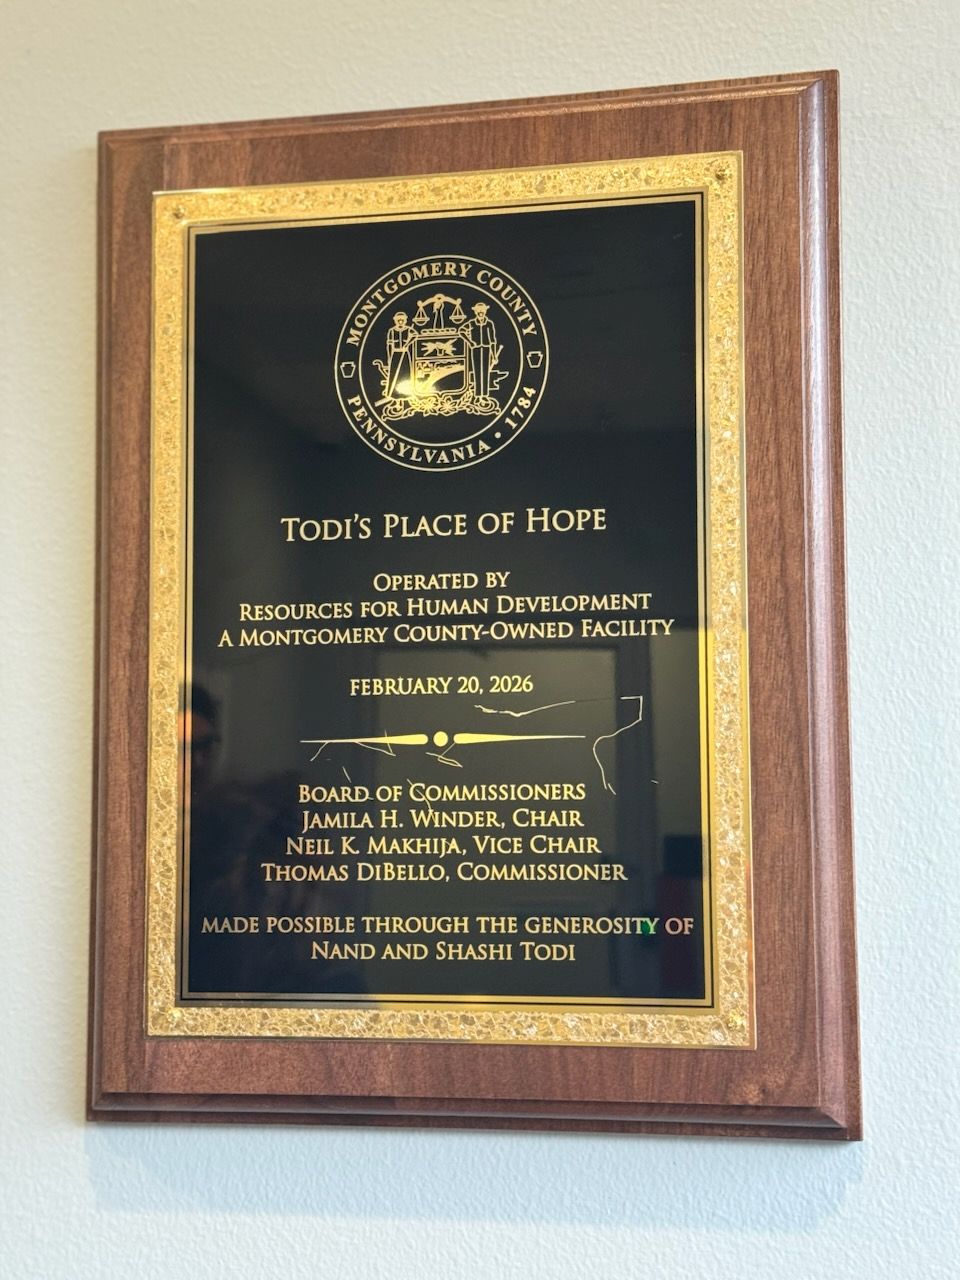 MONTGOMERY COUNTY
PENNSYLVANIA • 1784
TODI'S PLACE OF HOPE
OPERATED BY
RESOURCES FOR HUMAN DEVELOPMENT
A MONTGOMERY COUNTY-OWNED FACILITY
FEBRUARY 20, 2026
BOARD OF COMMISSIONERS
JAMILA H. WINDER, CHAIR
NEIL K. MAKHIJA, VICE CHAIR
THOMAS DIBELLO, COMMISSIONER
MADE POSSIBLE THROUGH THE GENEROSITY OF
NAND AND SHASHI TODI